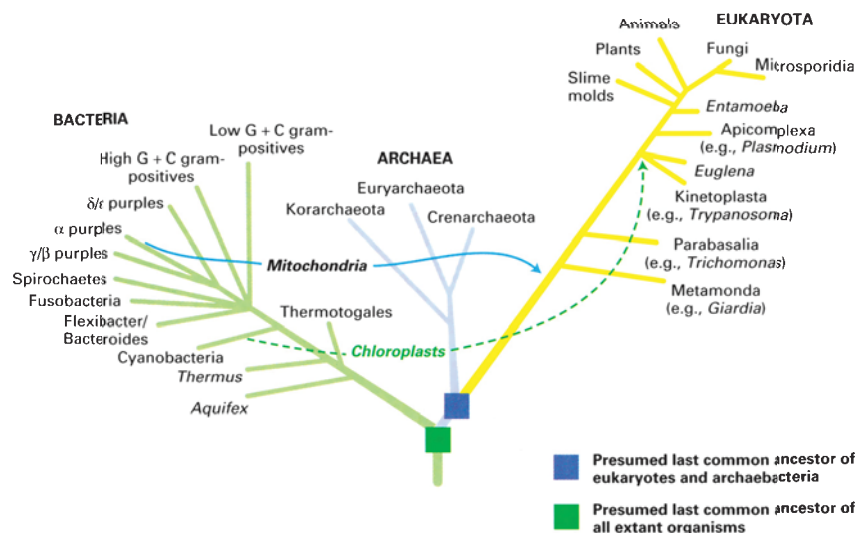 EUKARYOTA
Animals
Plants
Fungi
Mitrosporidia
Slime
molds
Entamoeba
BACTERIA
Low G + C gram-
positives
Apicomplexa
(e.g., Plasmodium)
High G + C gram-
positives
ARCHAEA
Euglena
Euryarchaeota
Kinetoplasta
(e.g., Trypanosoma)
δ/ε purples
Korarchaeota
Crenarchaeota
α purples
γ/β purples
Mitochondria
Parabasalia
(e.g., Trichomonas)
Spirochaetes
Fusobacteria
Metamonda
(e.g., Giardia)
Flexibacter/
Bacteroides
Thermotogales
Cyanobacteria
Chloroplasts
Thermus
Aquifex
Presumed last common ancestor of
eukaryotes and archaebacteria
Presumed last common ancestor of
all extant organisms